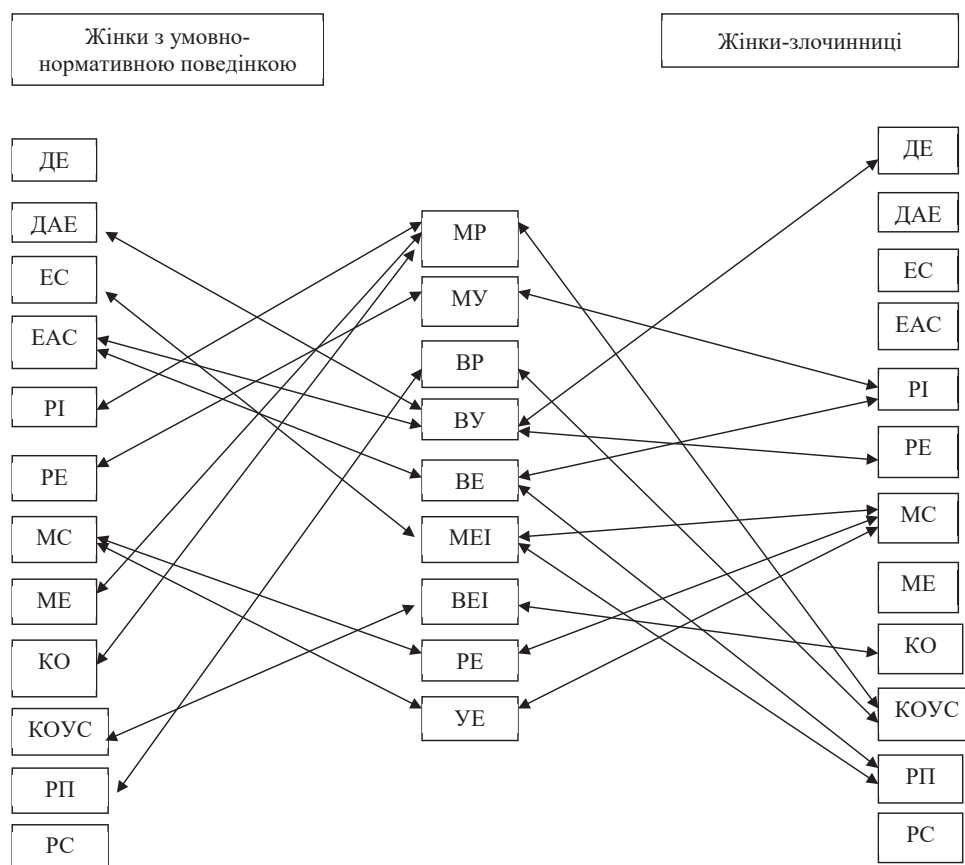 Жінки з умовно-
нормативною поведінкою
Жінки-злочинниці
ДЕ
ДАЕ
ЕС
ЕАС
РІ
РЕ
МС
МЕ
КО
КОУС
РП
РС
МР
МУ
ВР
ВУ
ВЕ
МЕІ
ВЕІ
РЕ
УЕ
ДЕ
ДАЕ
ЕС
ЕАС
РІ
РЕ
МС
МЕ
КО
КОУС
РП
РС